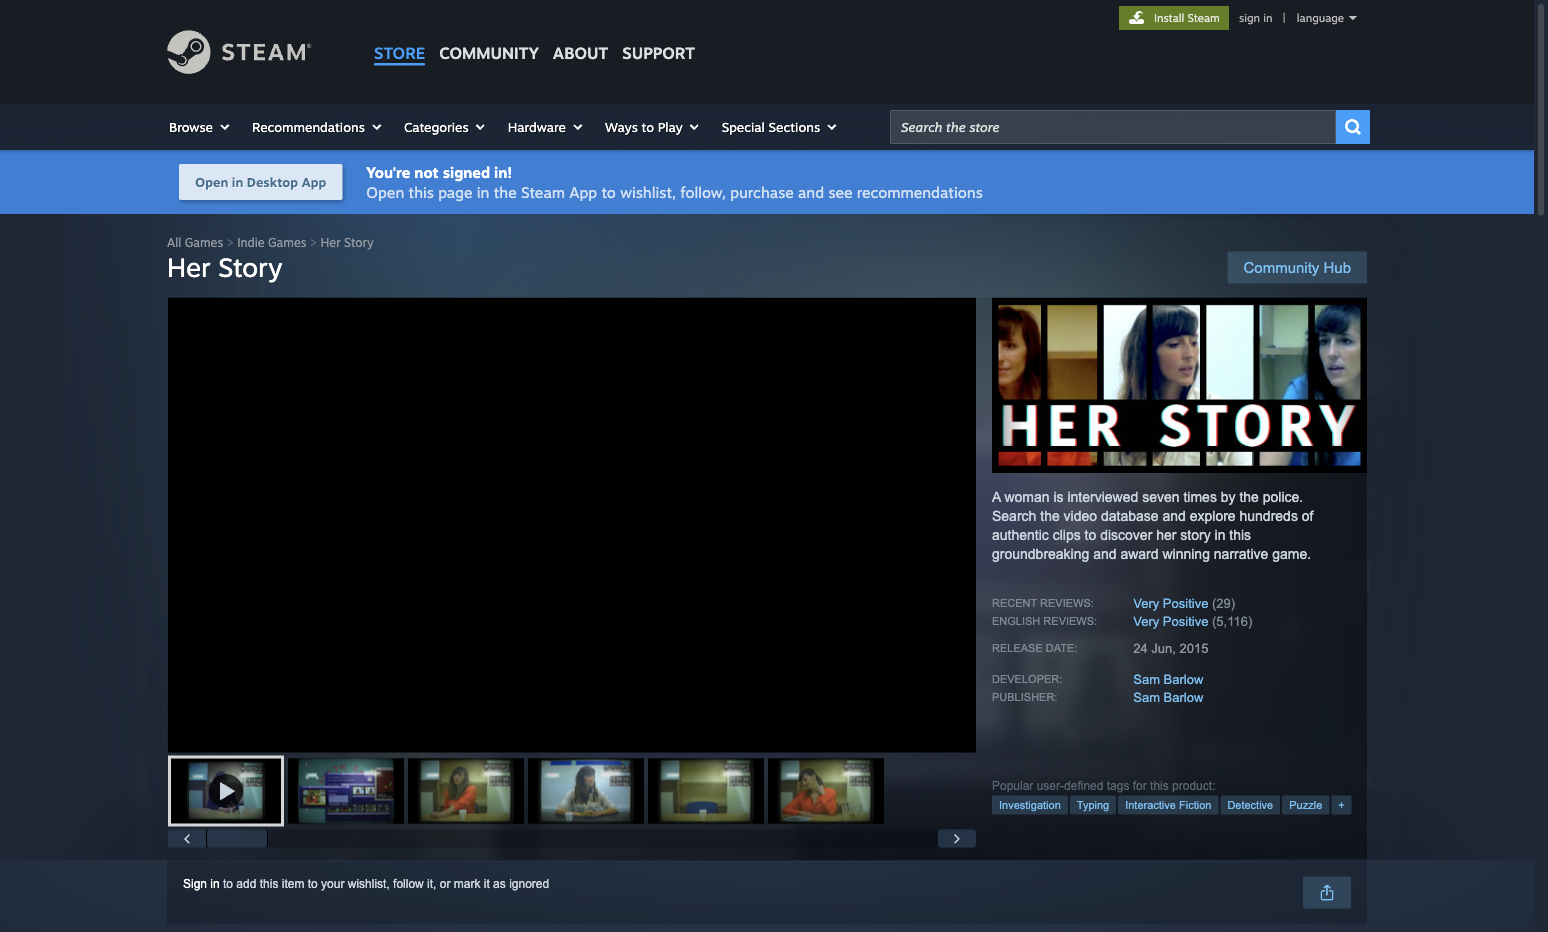 Install Steam
sign in | language
STEAM®
STORE COMMUNITY ABOUT SUPPORT
Browse Recommendations Categories Hardware Ways to Play Special Sections
Search the store
Open in Desktop App
You're not signed in!
Open this page in the Steam App to wishlist, follow, purchase and see recommendations
All Games > Indie Games > Her Story
Her Story
Community Hub
HER STORY
A woman is interviewed seven times by the police.
Search the video database and explore hundreds of
authentic clips to discover her story in this
groundbreaking and award winning narrative game.
RECENT REVIEWS: Very Positive (29)
ENGLISH REVIEWS: Very Positive (5,116)
RELEASE DATE: 24 Jun, 2015
DEVELOPER: Sam Barlow
PUBLISHER: Sam Barlow
Popular user-defined tags for this product:
Investigation Typing Interactive Fiction Detective Puzzle +
Sign in to add this item to your wishlist, follow it, or mark it as ignored